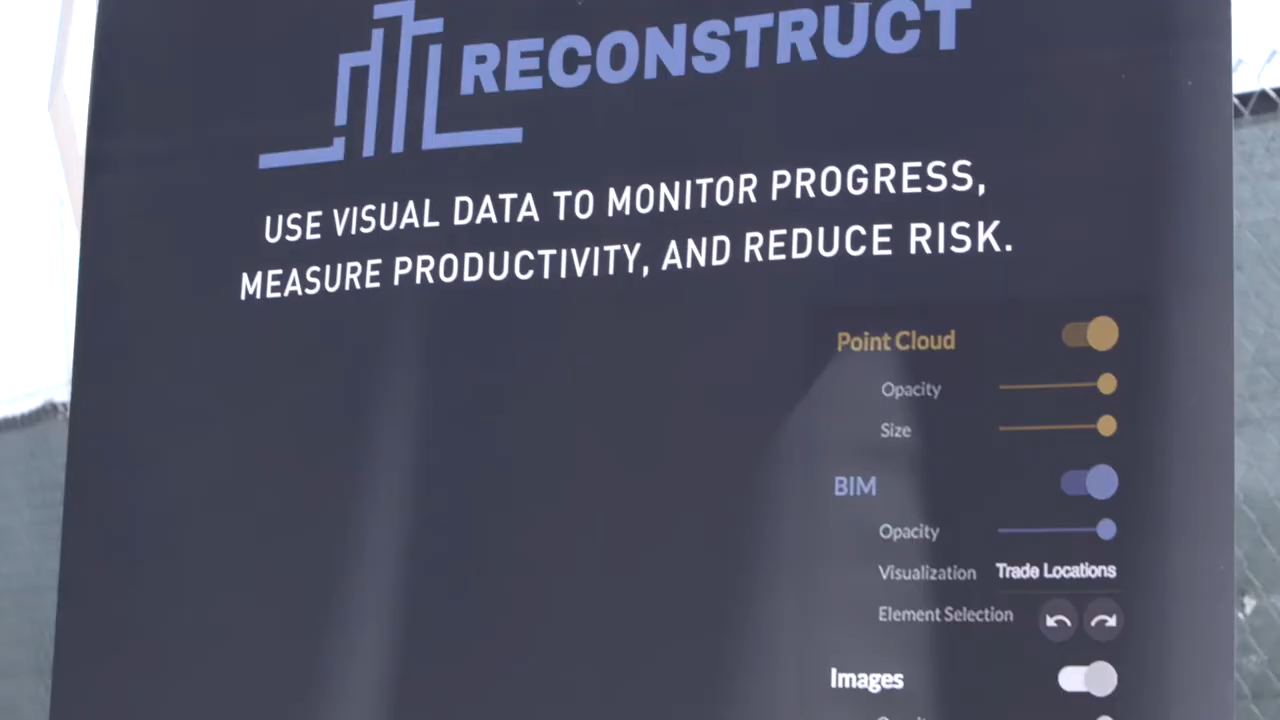 RECONSTRUCT
USE VISUAL DATA TO MONITOR PROGRESS,
MEASURE PRODUCTIVITY, AND REDUCE RISK.
Point Cloud
Opacity
Size
BIM
Opacity
Visualization Trade Locations
Element Selection
Images